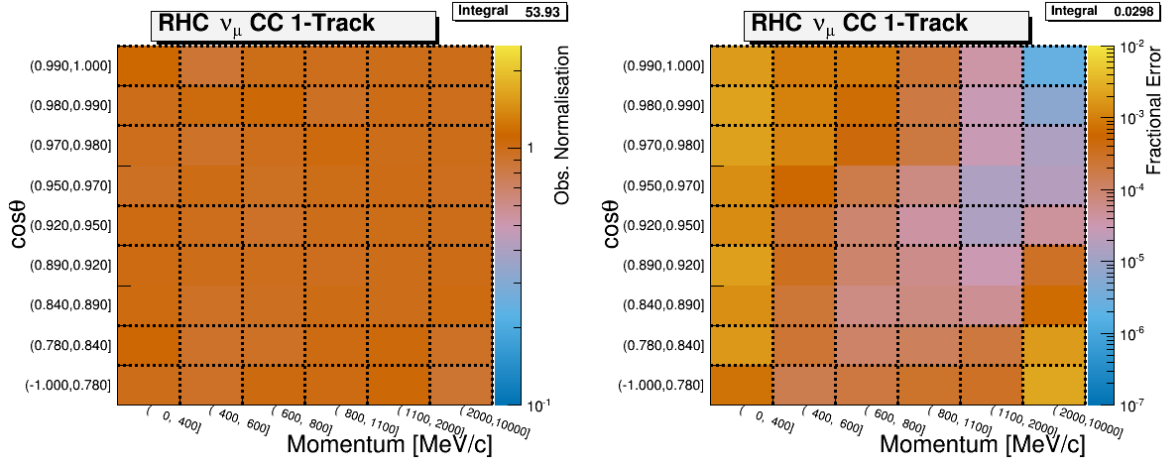 RHC νμ CC 1-Track
Integral 53.93
(0.990,1.000]
(0.980,0.990]
(0.970,0.980]
(0.950,0.970]
(0.920,0.950]
(0.890,0.920]
(0.840,0.890]
(0.780,0.840]
(-1.000,0.780]
cosθ
( 0, 400]
( 400, 600]
( 600, 800]
( 800, 1100]
( 1100, 2000]
( 2000,10000]
Momentum [MeV/c]
1
10-1
Obs. Normalisation
RHC νμ CC 1-Track
Integral 0.0298
(0.990,1.000]
(0.980,0.990]
(0.970,0.980]
(0.950,0.970]
(0.920,0.950]
(0.890,0.920]
(0.840,0.890]
(0.780,0.840]
(-1.000,0.780]
cosθ
( 0, 400]
( 400, 600]
( 600, 800]
( 800, 1100]
( 1100, 2000]
( 2000,10000]
Momentum [MeV/c]
10-2
10-3
10-4
10-5
10-6
10-7
Fractional Error